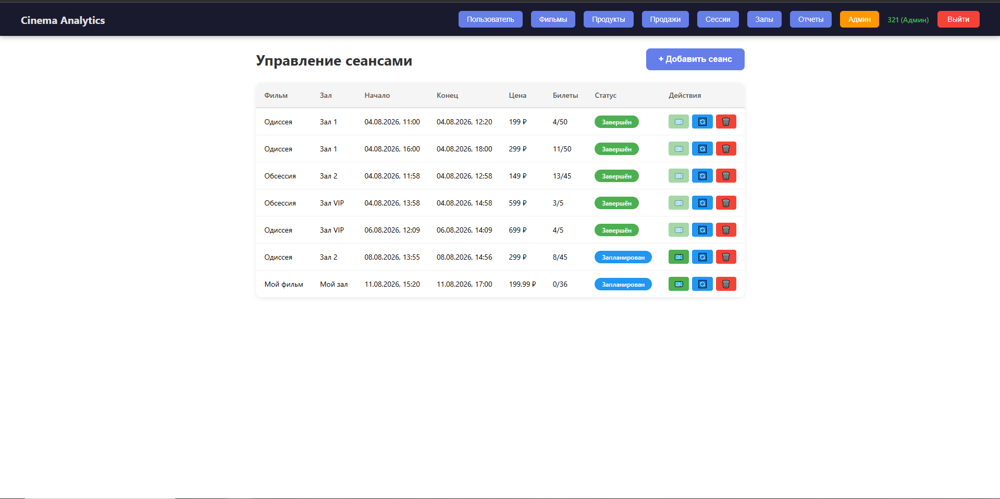 Cinema Analytics Пользователь Фильмы Продукты Продажи Сессии Залы Отчеты Админ 321 (Админ) Выйти
Управление сеансами + Добавить сеанс
Фильм Зал Начало Конец Цена Билеты Статус Действия
Одиссея Зал 1 04.08.2026, 11:00 04.08.2026, 12:20 199 ₽ 4/50 Завершён
Одиссея Зал 1 04.08.2026, 16:00 04.08.2026, 18:00 299 ₽ 11/50 Завершён
Обсессия Зал 2 04.08.2026, 11:58 04.08.2026, 12:58 149 ₽ 13/45 Завершён
Обсессия Зал VIP 04.08.2026, 13:58 04.08.2026, 14:58 599 ₽ 3/5 Завершён
Одиссея Зал VIP 06.08.2026, 12:09 06.08.2026, 14:09 699 ₽ 4/5 Завершён
Одиссея Зал 2 08.08.2026, 13:55 08.08.2026, 14:56 299 ₽ 8/45 Запланирован
Мой фильм Мой зал 11.08.2026, 15:20 11.08.2026, 17:00 199.99 ₽ 0/36 Запланирован